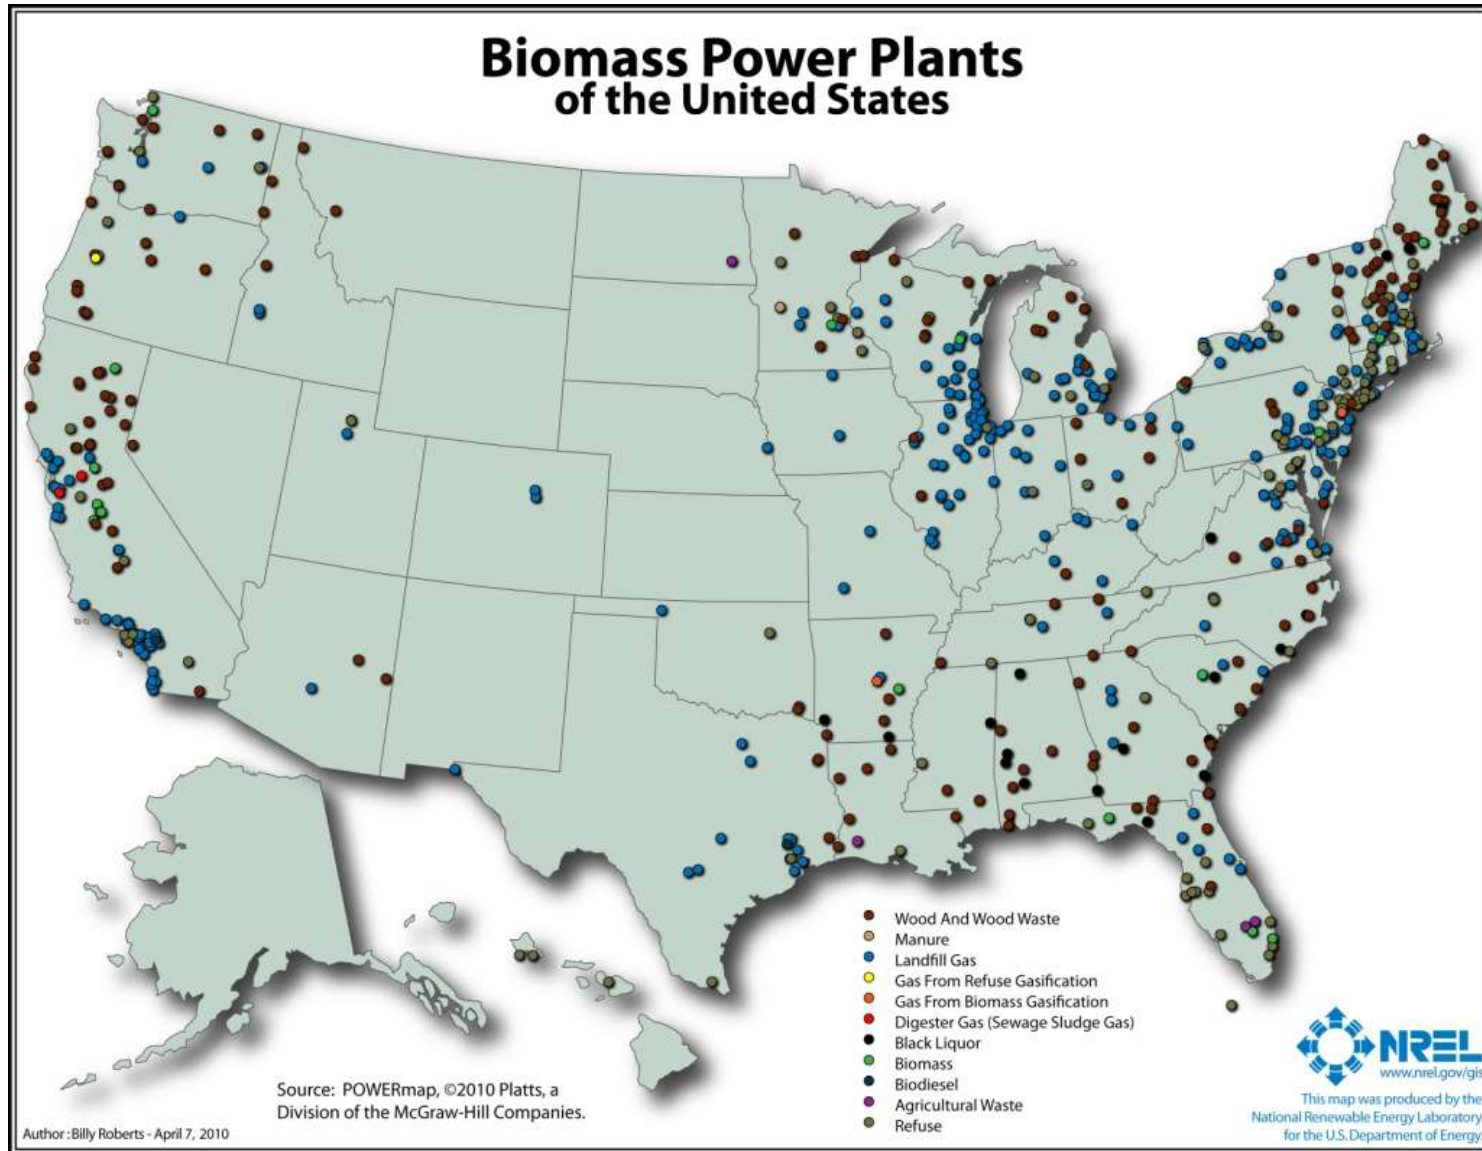 Biomass Power Plants
of the United States
Wood And Wood Waste
Manure
Landfill Gas
Gas From Refuse Gasification
Gas From Biomass Gasification
Digester Gas (Sewage Sludge Gas)
Black Liquor
Biomass
Biodiesel
Agricultural Waste
Refuse
Source: POWERmap, ©2010 Platts, a
Division of the McGraw-Hill Companies.
Author : Billy Roberts - April 7, 2010
NREL
www.nrel.gov/gis
This map was produced by the
National Renewable Energy Laboratory
for the U.S. Department of Energy.